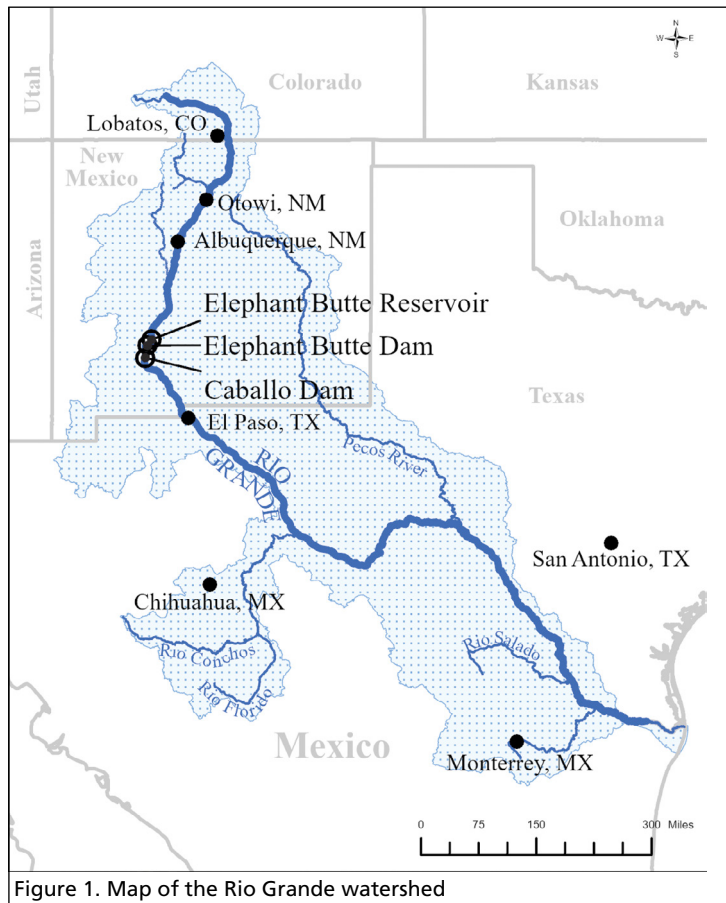 N
W E
S
Utah
Colorado
Kansas
Lobatos, CO
New
Mexico
Otowi, NM
Oklahoma
Albuquerque, NM
Arizona
Elephant Butte Reservoir
Elephant Butte Dam
Caballo Dam
Texas
El Paso, TX
RIO
GRANDE
Pecos River
San Antonio, TX
Chihuahua, MX
Rio Conchos
Rio Salado
Rio Florido
Mexico
Monterrey, MX
0 75 150 300 Miles
Figure 1. Map of the Rio Grande watershed